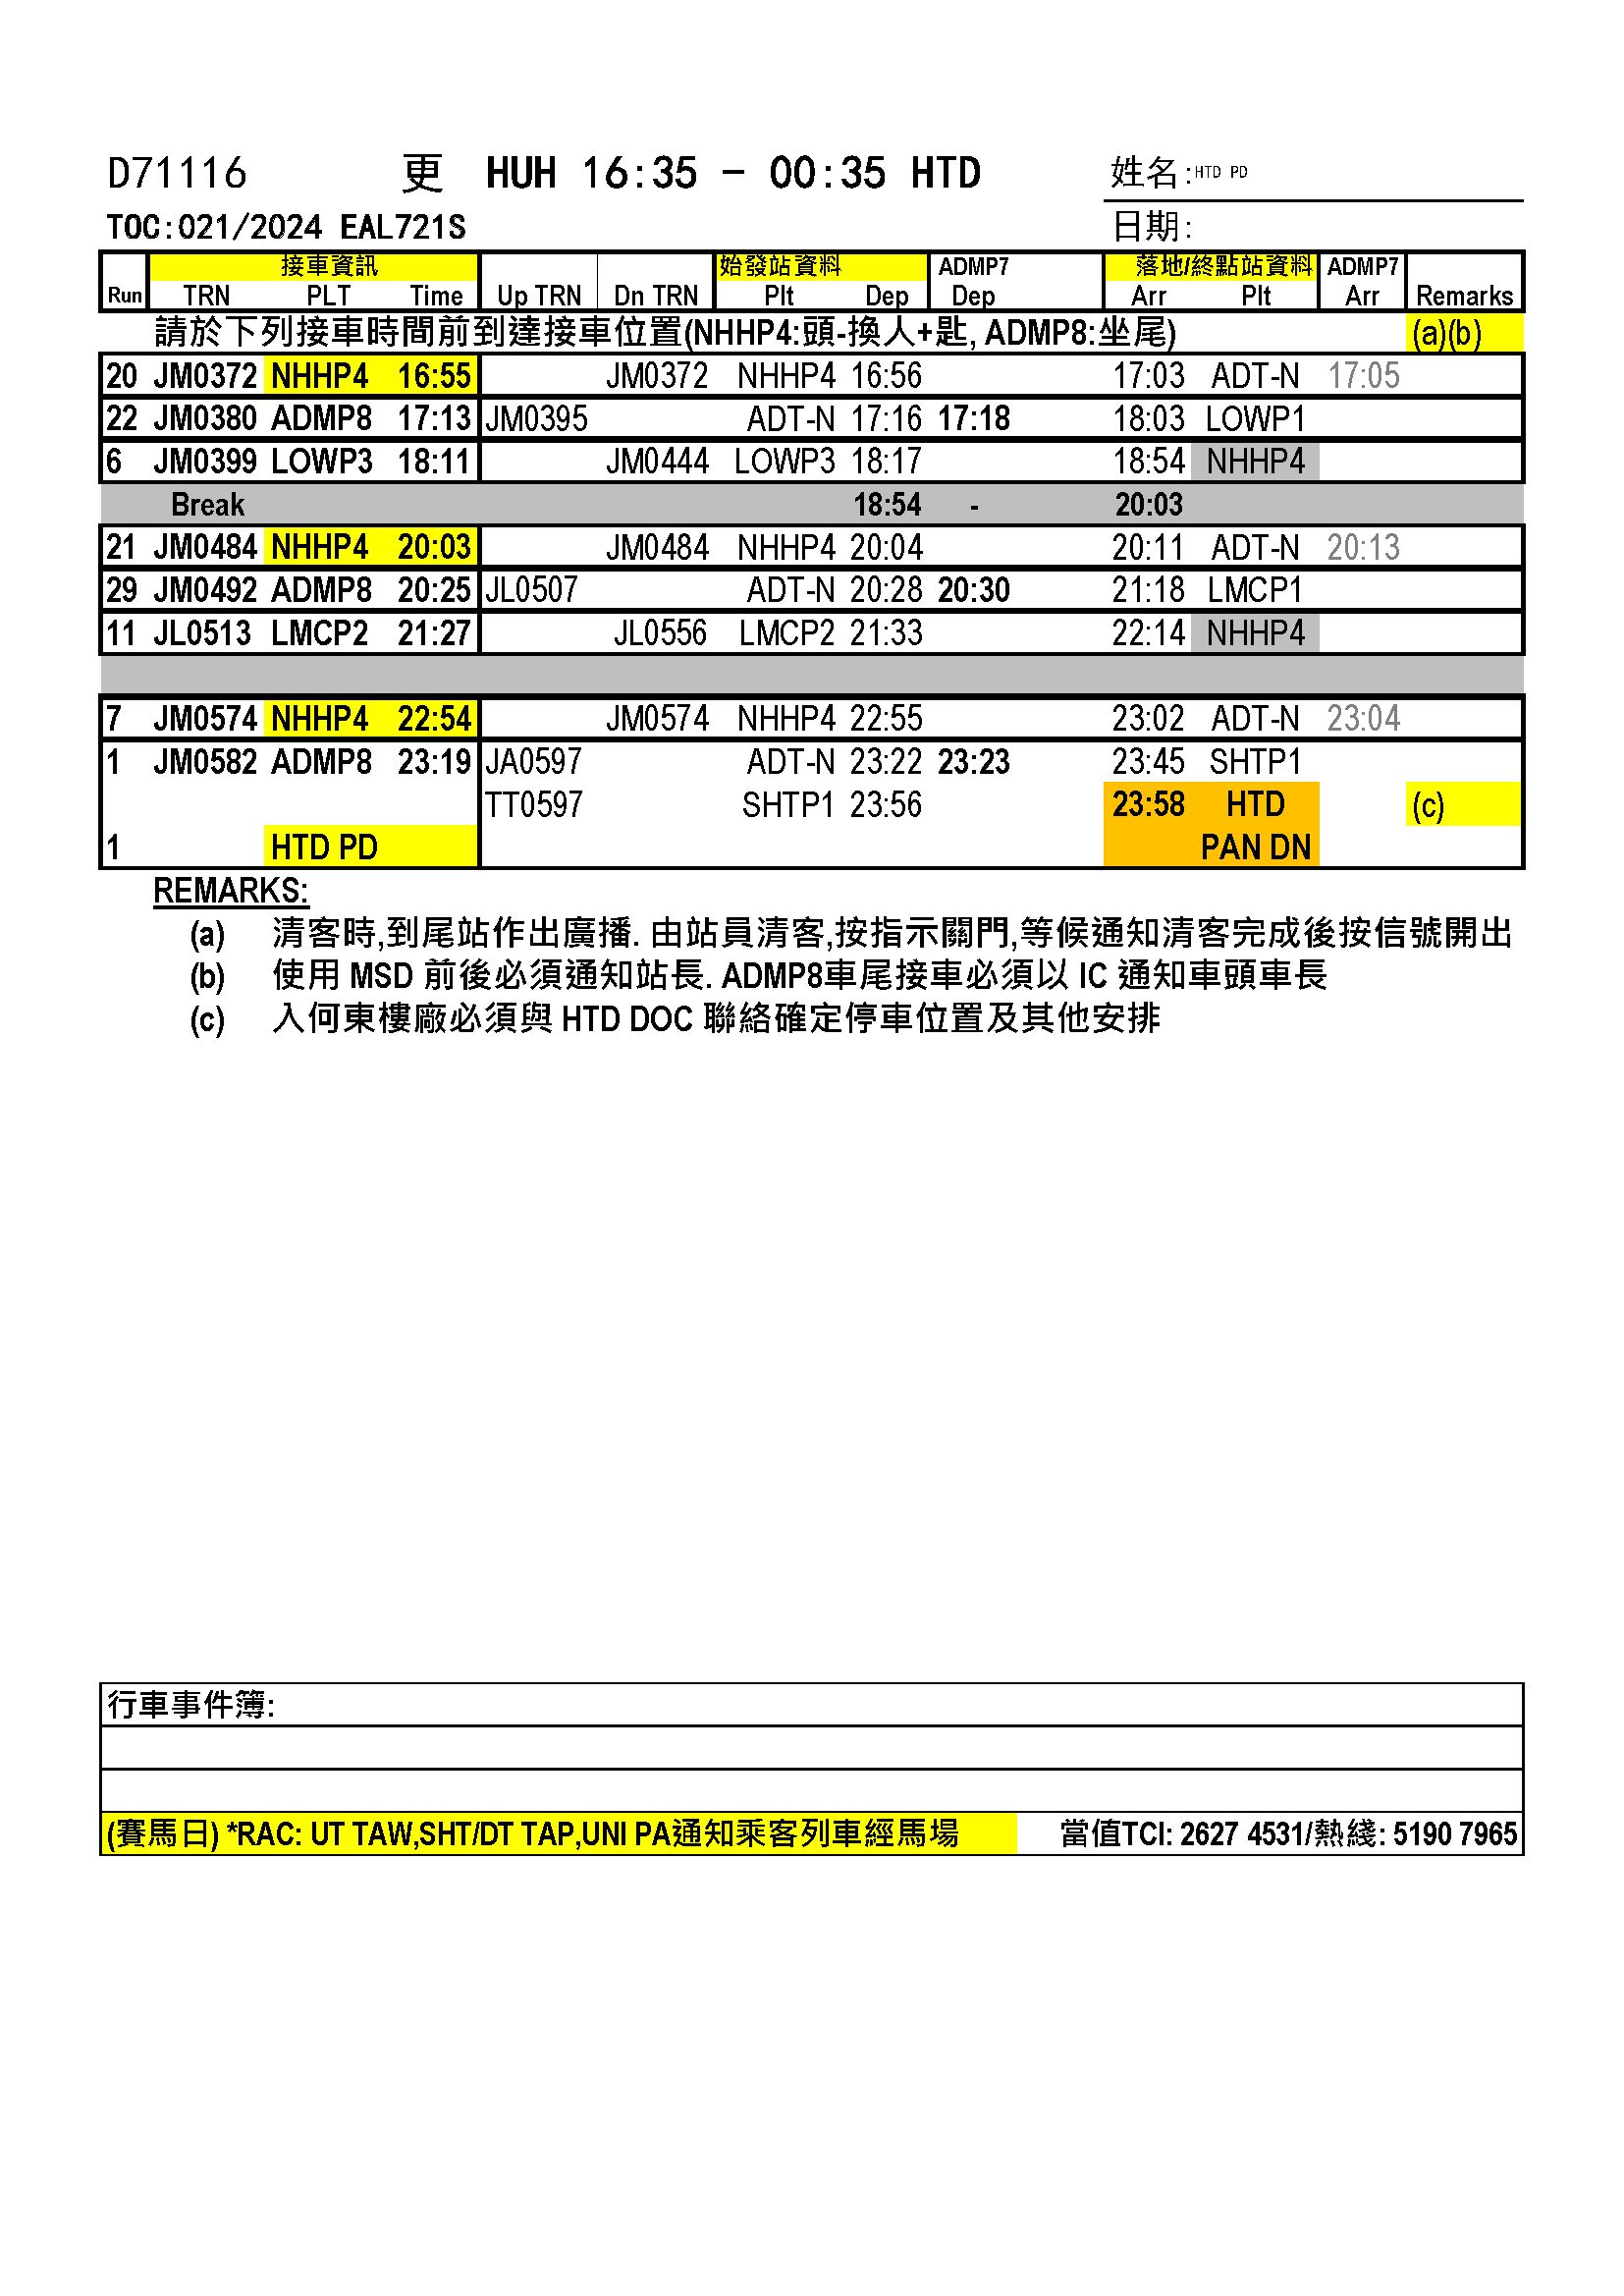 D71116 更 HUH 16:35 - 00:35 HTD 姓名:HTD PD
TOC:021/2024 EAL721S 日期:
接車資訊 始發站資料 ADMP7 落地/終點站資料 ADMP7
Run TRN PLT Time Up TRN Dn TRN Plt Dep Dep Arr Plt Arr Remarks
請於下列接車時間前到達接車位置(NHHP4:頭-換人+匙, ADMP8:坐尾) (a)(b)
20 JM0372 NHHP4 16:55 JM0372 NHHP4 16:56 17:03 ADT-N 17:05
22 JM0380 ADMP8 17:13 JM0395 ADT-N 17:16 17:18 18:03 LOWP1
6 JM0399 LOWP3 18:11 JM0444 LOWP3 18:17 18:54 NHHP4
Break 18:54 - 20:03
21 JM0484 NHHP4 20:03 JM0484 NHHP4 20:04 20:11 ADT-N 20:13
29 JM0492 ADMP8 20:25 JL0507 ADT-N 20:28 20:30 21:18 LMCP1
11 JL0513 LMCP2 21:27 JL0556 LMCP2 21:33 22:14 NHHP4
7 JM0574 NHHP4 22:54 JM0574 NHHP4 22:55 23:02 ADT-N 23:04
1 JM0582 ADMP8 23:19 JA0597 ADT-N 23:22 23:23 23:45 SHTP1
TT0597 SHTP1 23:56 23:58 HTD (c)
1 HTD PD PAN DN
REMARKS:
(a) 清客時,到尾站作出廣播. 由站員清客,按指示關門,等候通知清客完成後按信號開出
(b) 使用 MSD 前後必須通知站長. ADMP8車尾接車必須以 IC 通知車頭車長
(c) 入何東樓廠必須與 HTD DOC 聯絡確定停車位置及其他安排
行車事件簿:
(賽馬日) *RAC: UT TAW,SHT/DT TAP,UNI PA通知乘客列車經馬場 當值TCI: 2627 4531/熱綫: 5190 7965